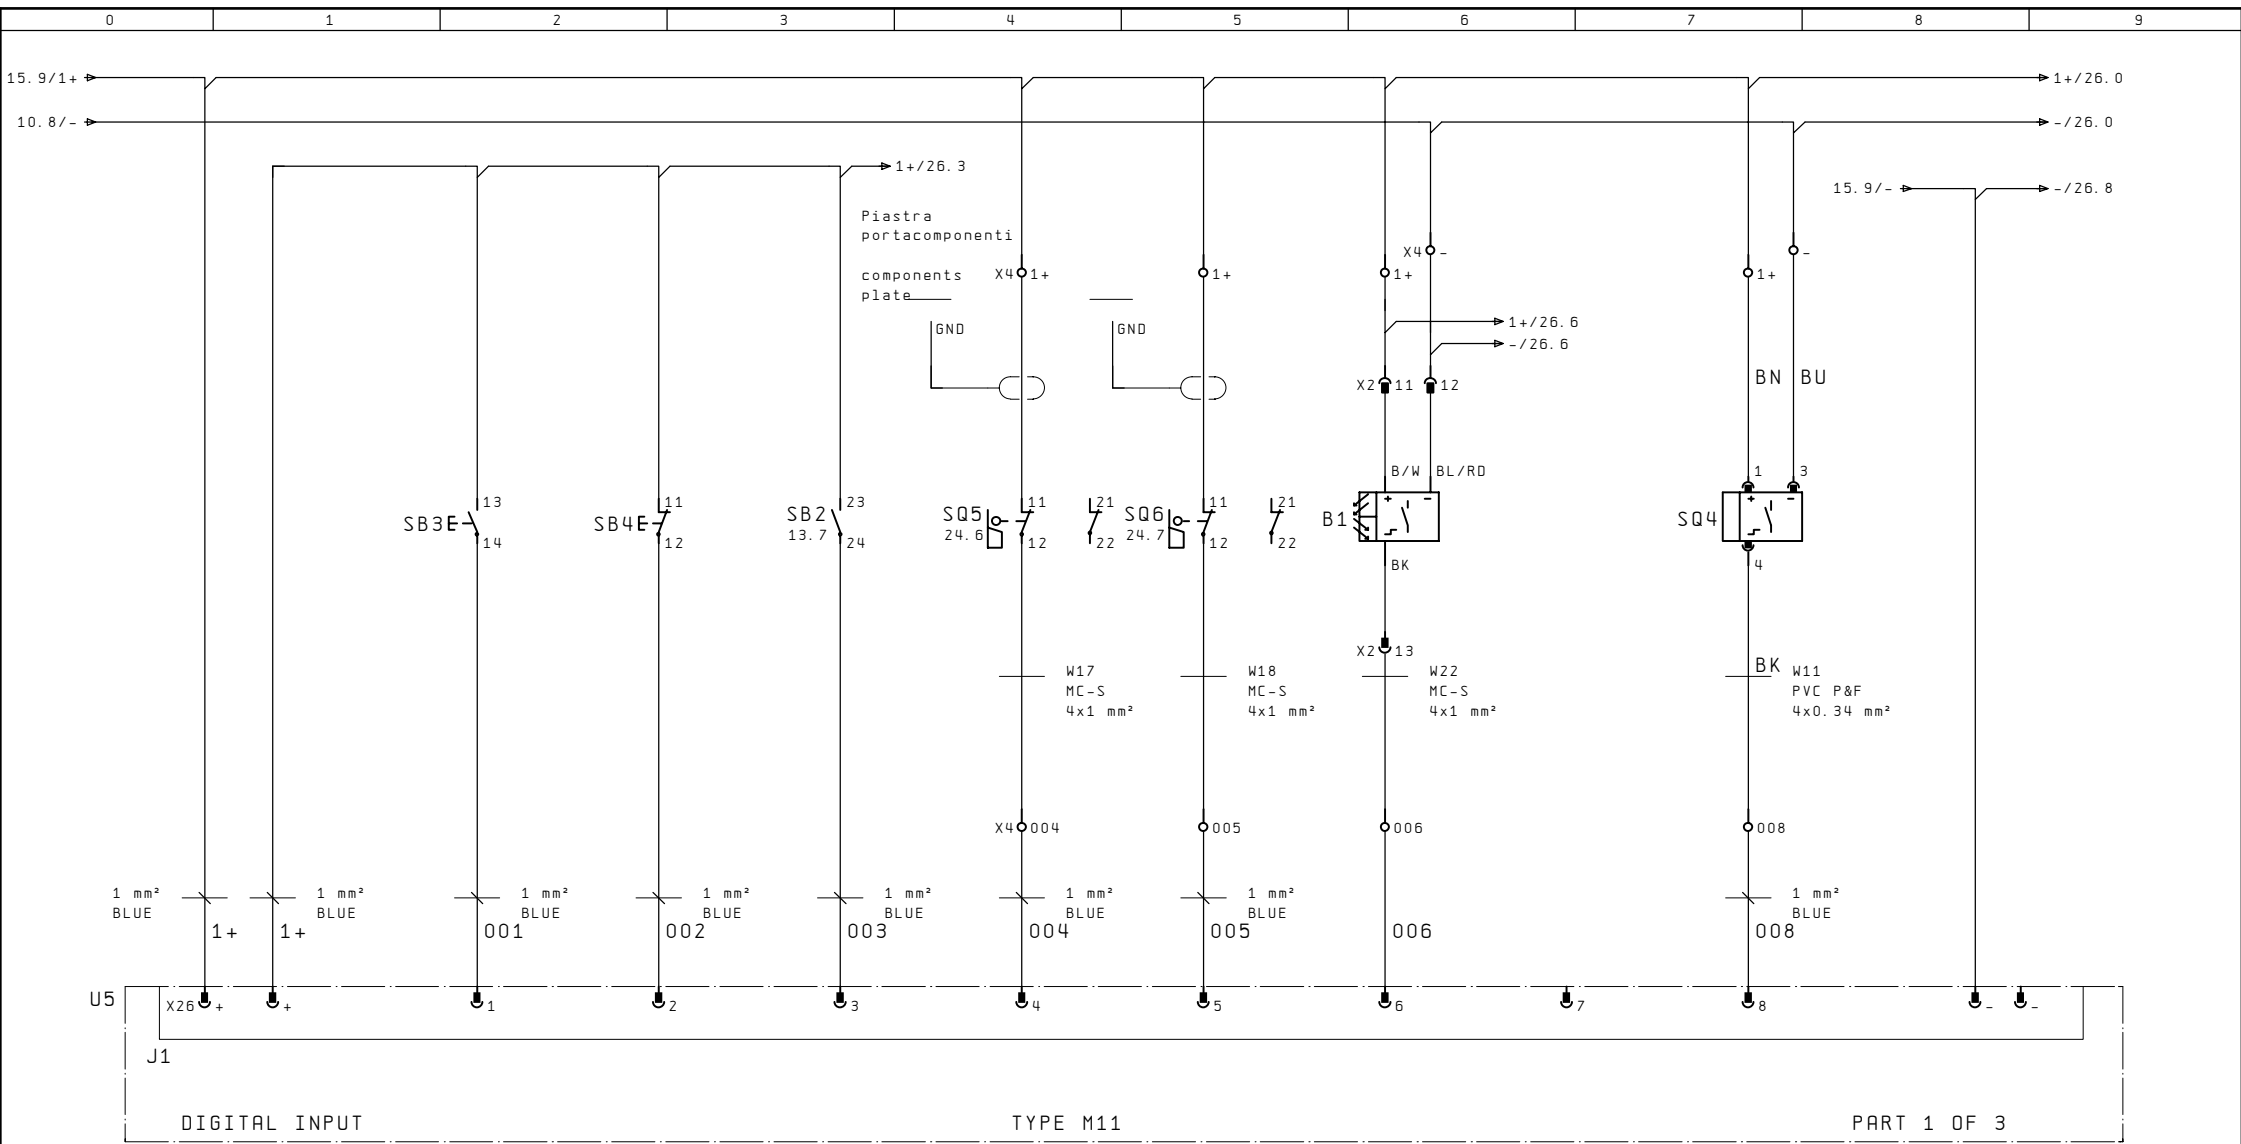 0 1 2 3 4 5 6 7 8 9
15.9/1+ 1+/26.0
10.8/- -/26.0
1+/26.3
15.9/- -/26.8
Piastra
portacomponenti
X4 - -
components X4 1+ 1+ 1+ 1+
plate
GND GND
1+/26.6
-/26.6
BN BU
X2 11 12
B/W BL/RD 1 3
13 11 23 11 21 11 21
SB3 SB4 SB2 SQ5 SQ6 B1 SQ4
+ - + -
13.7 24.6 24.7
14 12 24 12 22 12 22
BK 4
X2 13
BK
W17 W18 W22 W11
MC-S MC-S MC-S PVC P&F
4x1 mm² 4x1 mm² 4x1 mm² 4x0.34 mm²
X4 004 005 006 008
1 mm² 1 mm² 1 mm² 1 mm² 1 mm² 1 mm² 1 mm² 1 mm²
BLUE BLUE BLUE BLUE BLUE BLUE BLUE BLUE
1+ 1+ 001 002 003 004 005 006 008
U5
X26 + + 1 2 3 4 5 6 7 8 - -
J1
DIGITAL INPUT TYPE M11 PART 1 OF 3